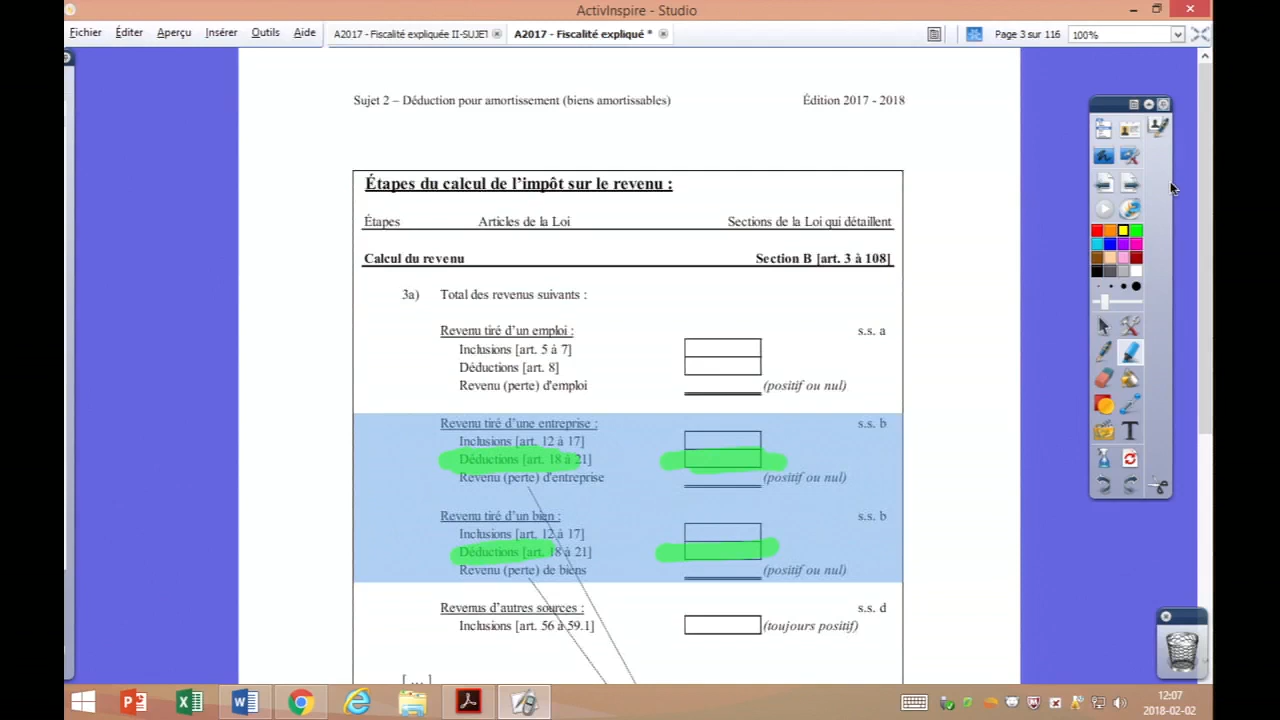 ActivInspire - Studio
Fichier Éditer Aperçu Insérer Outils Aide A2017 - Fiscalité expliquée II-SUJET A2017 - Fiscalité expliqué * Page 3 sur 116 100%
Sujet 2 – Déduction pour amortissement (biens amortissables) Édition 2017 - 2018
Étapes du calcul de l’impôt sur le revenu :
Étapes Articles de la Loi Sections de la Loi qui détaillent
Calcul du revenu Section B [art. 3 à 108]
3a) Total des revenus suivants :
Revenu tiré d’un emploi : s.s. a
Inclusions [art. 5 à 7]
Déductions [art. 8]
Revenu (perte) d'emploi (positif ou nul)
Revenu tiré d’une entreprise : s.s. b
Inclusions [art. 12 à 17]
Déductions [art. 18 à 21]
Revenu (perte) d'entreprise (positif ou nul)
Revenu tiré d’un bien : s.s. b
Inclusions [art. 12 à 17]
Déductions [art. 18 à 21]
Revenu (perte) de biens (positif ou nul)
Revenus d’autres sources : s.s. d
Inclusions [art. 56 à 59.1] (toujours positif)
[ ... ]
12:07
2018-02-02